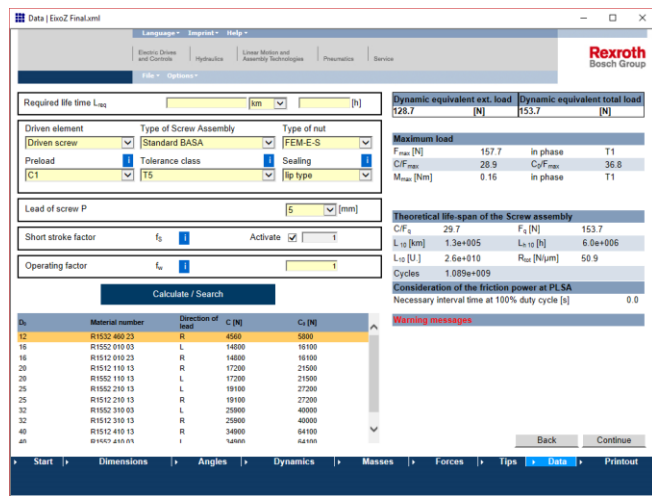 Data | EixoZ Final.xml
Language Imprint Help
Electro Drives and Controls
Hydraulics
Linear Motion and Assembly Technologies
Pneumatics
Service
Rexroth
Bosch Group
File Options
Required life time Lreq km [h]
Driven element Type of Screw Assembly Type of nut
Driven screw Standard BASA FEM-E-S
Preload i Tolerance class i Sealing i
C1 T5 lip type
Lead of screw P 5 [mm]
Short stroke factor fS i Activate 1
Operating factor fw i 1
Calculate / Search
D0 Material number Direction of lead C [N] C0 [N]
12 R1532 460 23 R 4560 5800
16 R1552 010 03 L 14800 16100
16 R1512 010 23 R 14800 16100
20 R1512 110 13 R 17200 21500
20 R1552 110 13 L 17200 21500
25 R1552 210 13 L 19100 27200
25 R1512 210 13 R 19100 27200
32 R1552 310 03 L 25900 40000
32 R1512 310 13 R 25900 40000
40 R1512 410 13 R 34900 64100
40 R1552 410 03 L 34900 64100
Dynamic equivalent ext. load Dynamic equivalent total load
128.7 [N] 153.7 [N]
Maximum load
Fmax [N] 157.7 in phase T1
C/Fmax 28.9 C0/Fmax 36.8
Mmax [Nm] 0.16 in phase T1
Theoretical life-span of the Screw assembly
C/Fq 29.7 Fq [N] 153.7
L10 [km] 1.3e+005 Lh 10 [h] 6.0e+006
L10 [U.] 2.6e+010 Rtot [N/µm] 50.9
Cycles 1.089e+009
Consideration of the friction power at PLSA
Necessary interval time at 100% duty cycle [s] 0.0
Warning messages
Back Continue
Start Dimensions Angles Dynamics Masses Forces Tips Data Printout